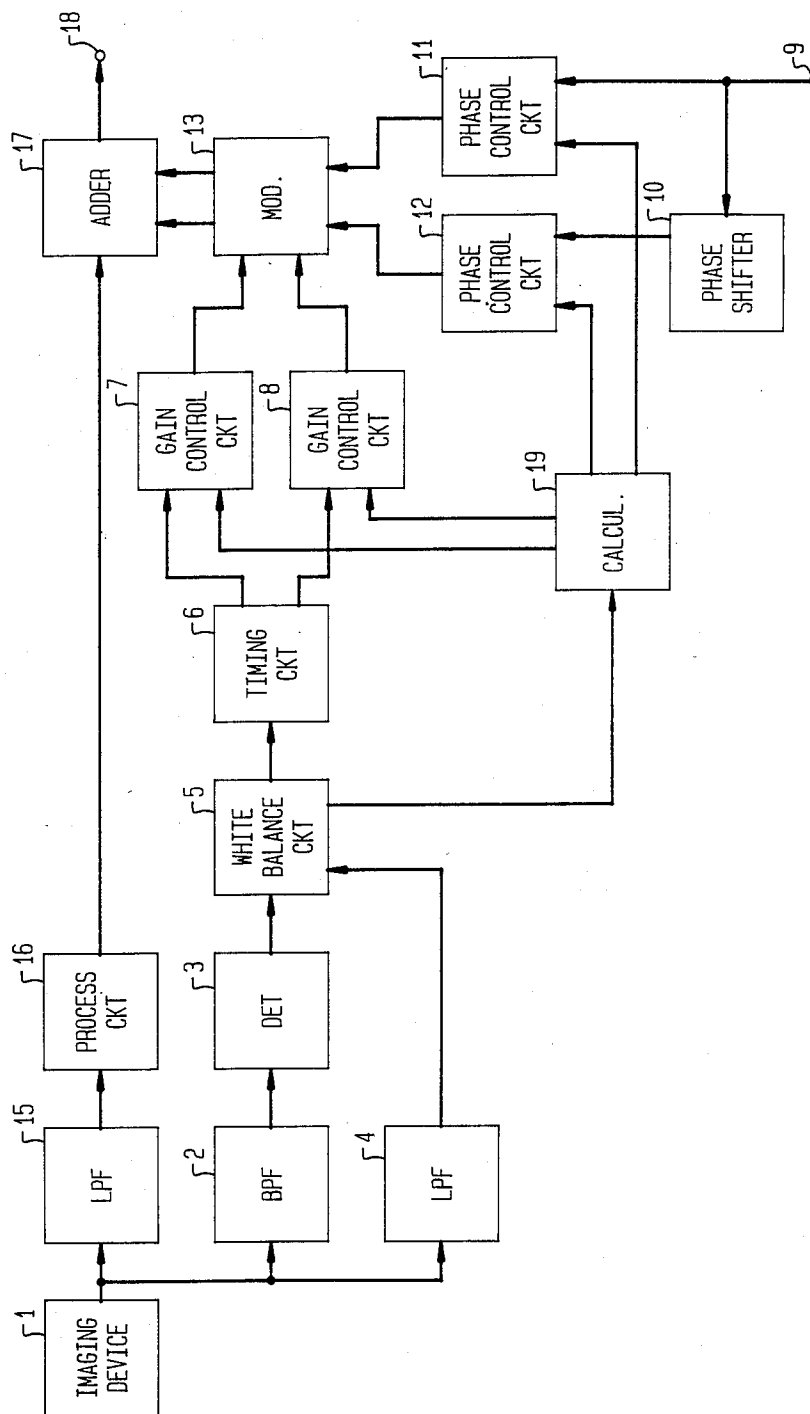 1
IMAGING
DEVICE
15
LPF
16
PROCESS
CKT
17
ADDER
18
2
BPF
3
DET
5
WHITE
BALANCE
CKT
6
TIMING
CKT
7
GAIN
CONTROL
CKT
8
GAIN
CONTROL
CKT
13
MOD.
4
LPF
19
CALCUL.
12
PHASE
CONTROL
CKT
11
PHASE
CONTROL
CKT
10
PHASE
SHIFTER
9